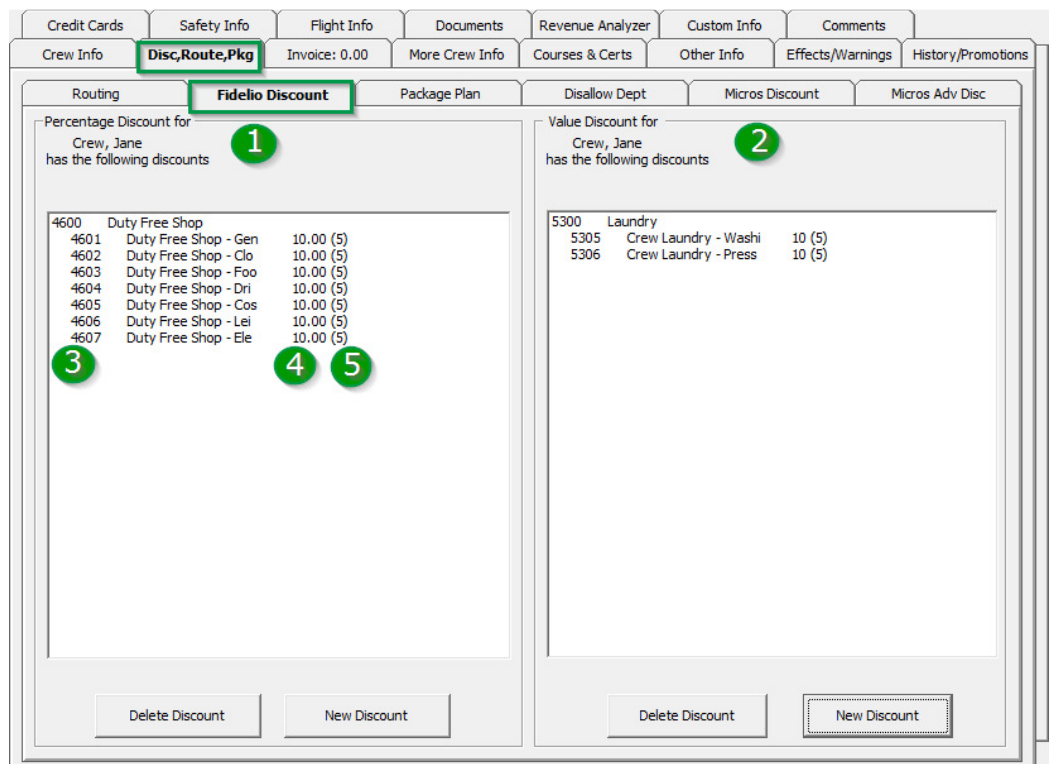 Credit Cards Safety Info Flight Info Documents Revenue Analyzer Custom Info Comments
Crew Info Disc,Route,Pkg Invoice: 0.00 More Crew Info Courses & Certs Other Info Effects/Warnings History/Promotions
Routing Fidelio Discount Package Plan Disallow Dept Micros Discount Micros Adv Disc
Percentage Discount for
Crew, Jane
has the following discounts
1
4600 Duty Free Shop
4601 Duty Free Shop - Gen 10.00 (5)
4602 Duty Free Shop - Clo 10.00 (5)
4603 Duty Free Shop - Foo 10.00 (5)
4604 Duty Free Shop - Dri 10.00 (5)
4605 Duty Free Shop - Cos 10.00 (5)
4606 Duty Free Shop - Lei 10.00 (5)
4607 Duty Free Shop - Ele 10.00 (5)
3 4 5
Delete Discount New Discount
Value Discount for
Crew, Jane
has the following discounts
2
5300 Laundry
5305 Crew Laundry - Washi 10 (5)
5306 Crew Laundry - Press 10 (5)
Delete Discount New Discount